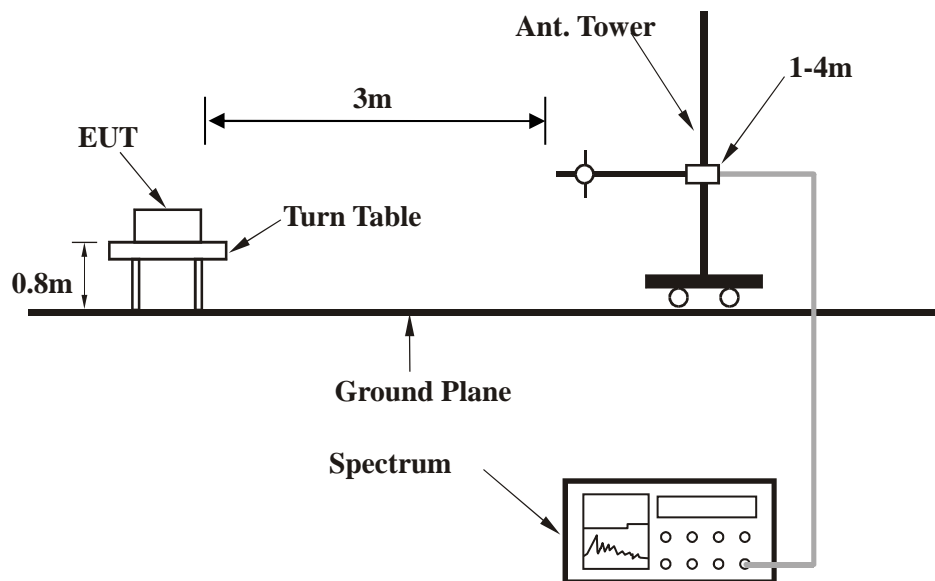 Ant. Tower
1-4m
3m
EUT
Turn Table
0.8m
Ground Plane
Spectrum